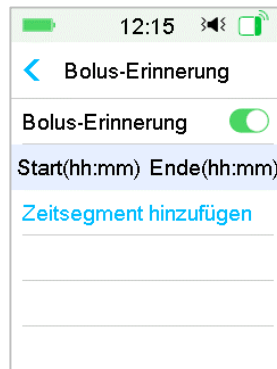 12:15
Bolus-Erinnerung
Bolus-Erinnerung
Start(hh:mm) Ende(hh:mm)
Zeitsegment hinzufügen